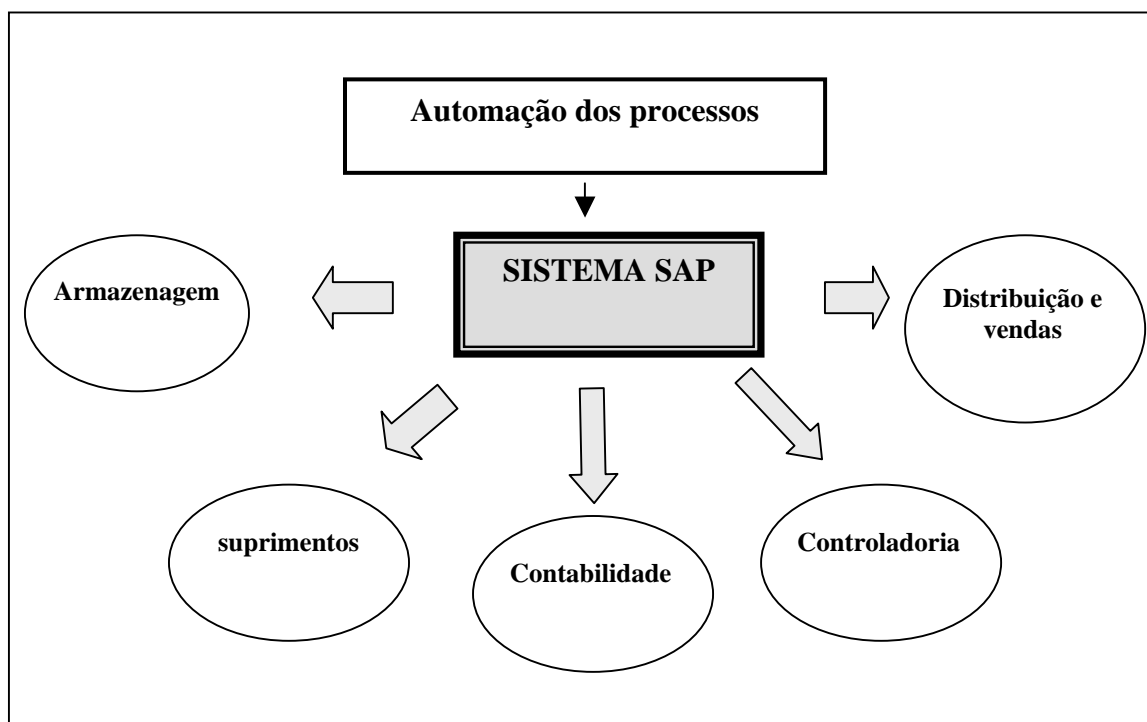 Automação dos processos
SISTEMA SAP
Armazenagem
Distribuição e
vendas
suprimentos
Contabilidade
Controladoria